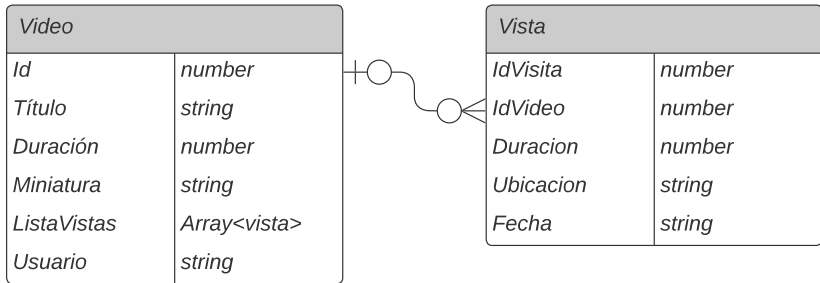 Video
Id number
Título string
Duración number
Miniatura string
ListaVistas Array<vista>
Usuario string
Vista
IdVisita number
IdVideo number
Duracion number
Ubicacion string
Fecha string